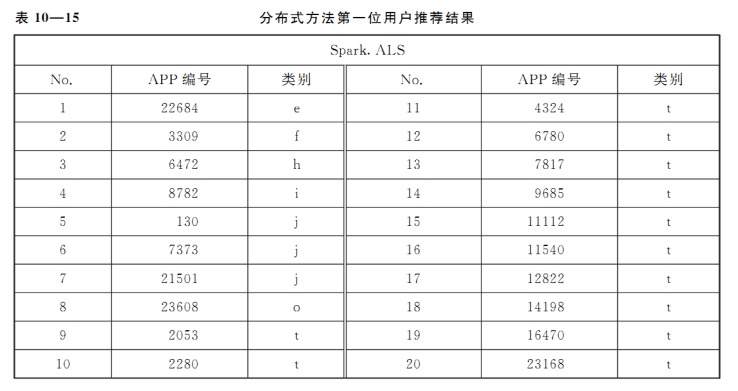 表 10—15 分布式方法第一位用户推荐结果
Spark. ALS
No. APP 编号 类别 No. APP 编号 类别
1 22684 e 11 4324 t
2 3309 f 12 6780 t
3 6472 h 13 7817 t
4 8782 i 14 9685 t
5 130 j 15 11112 t
6 7373 j 16 11540 t
7 21501 j 17 12822 t
8 23608 o 18 14198 t
9 2053 t 19 16470 t
10 2280 t 20 23168 t